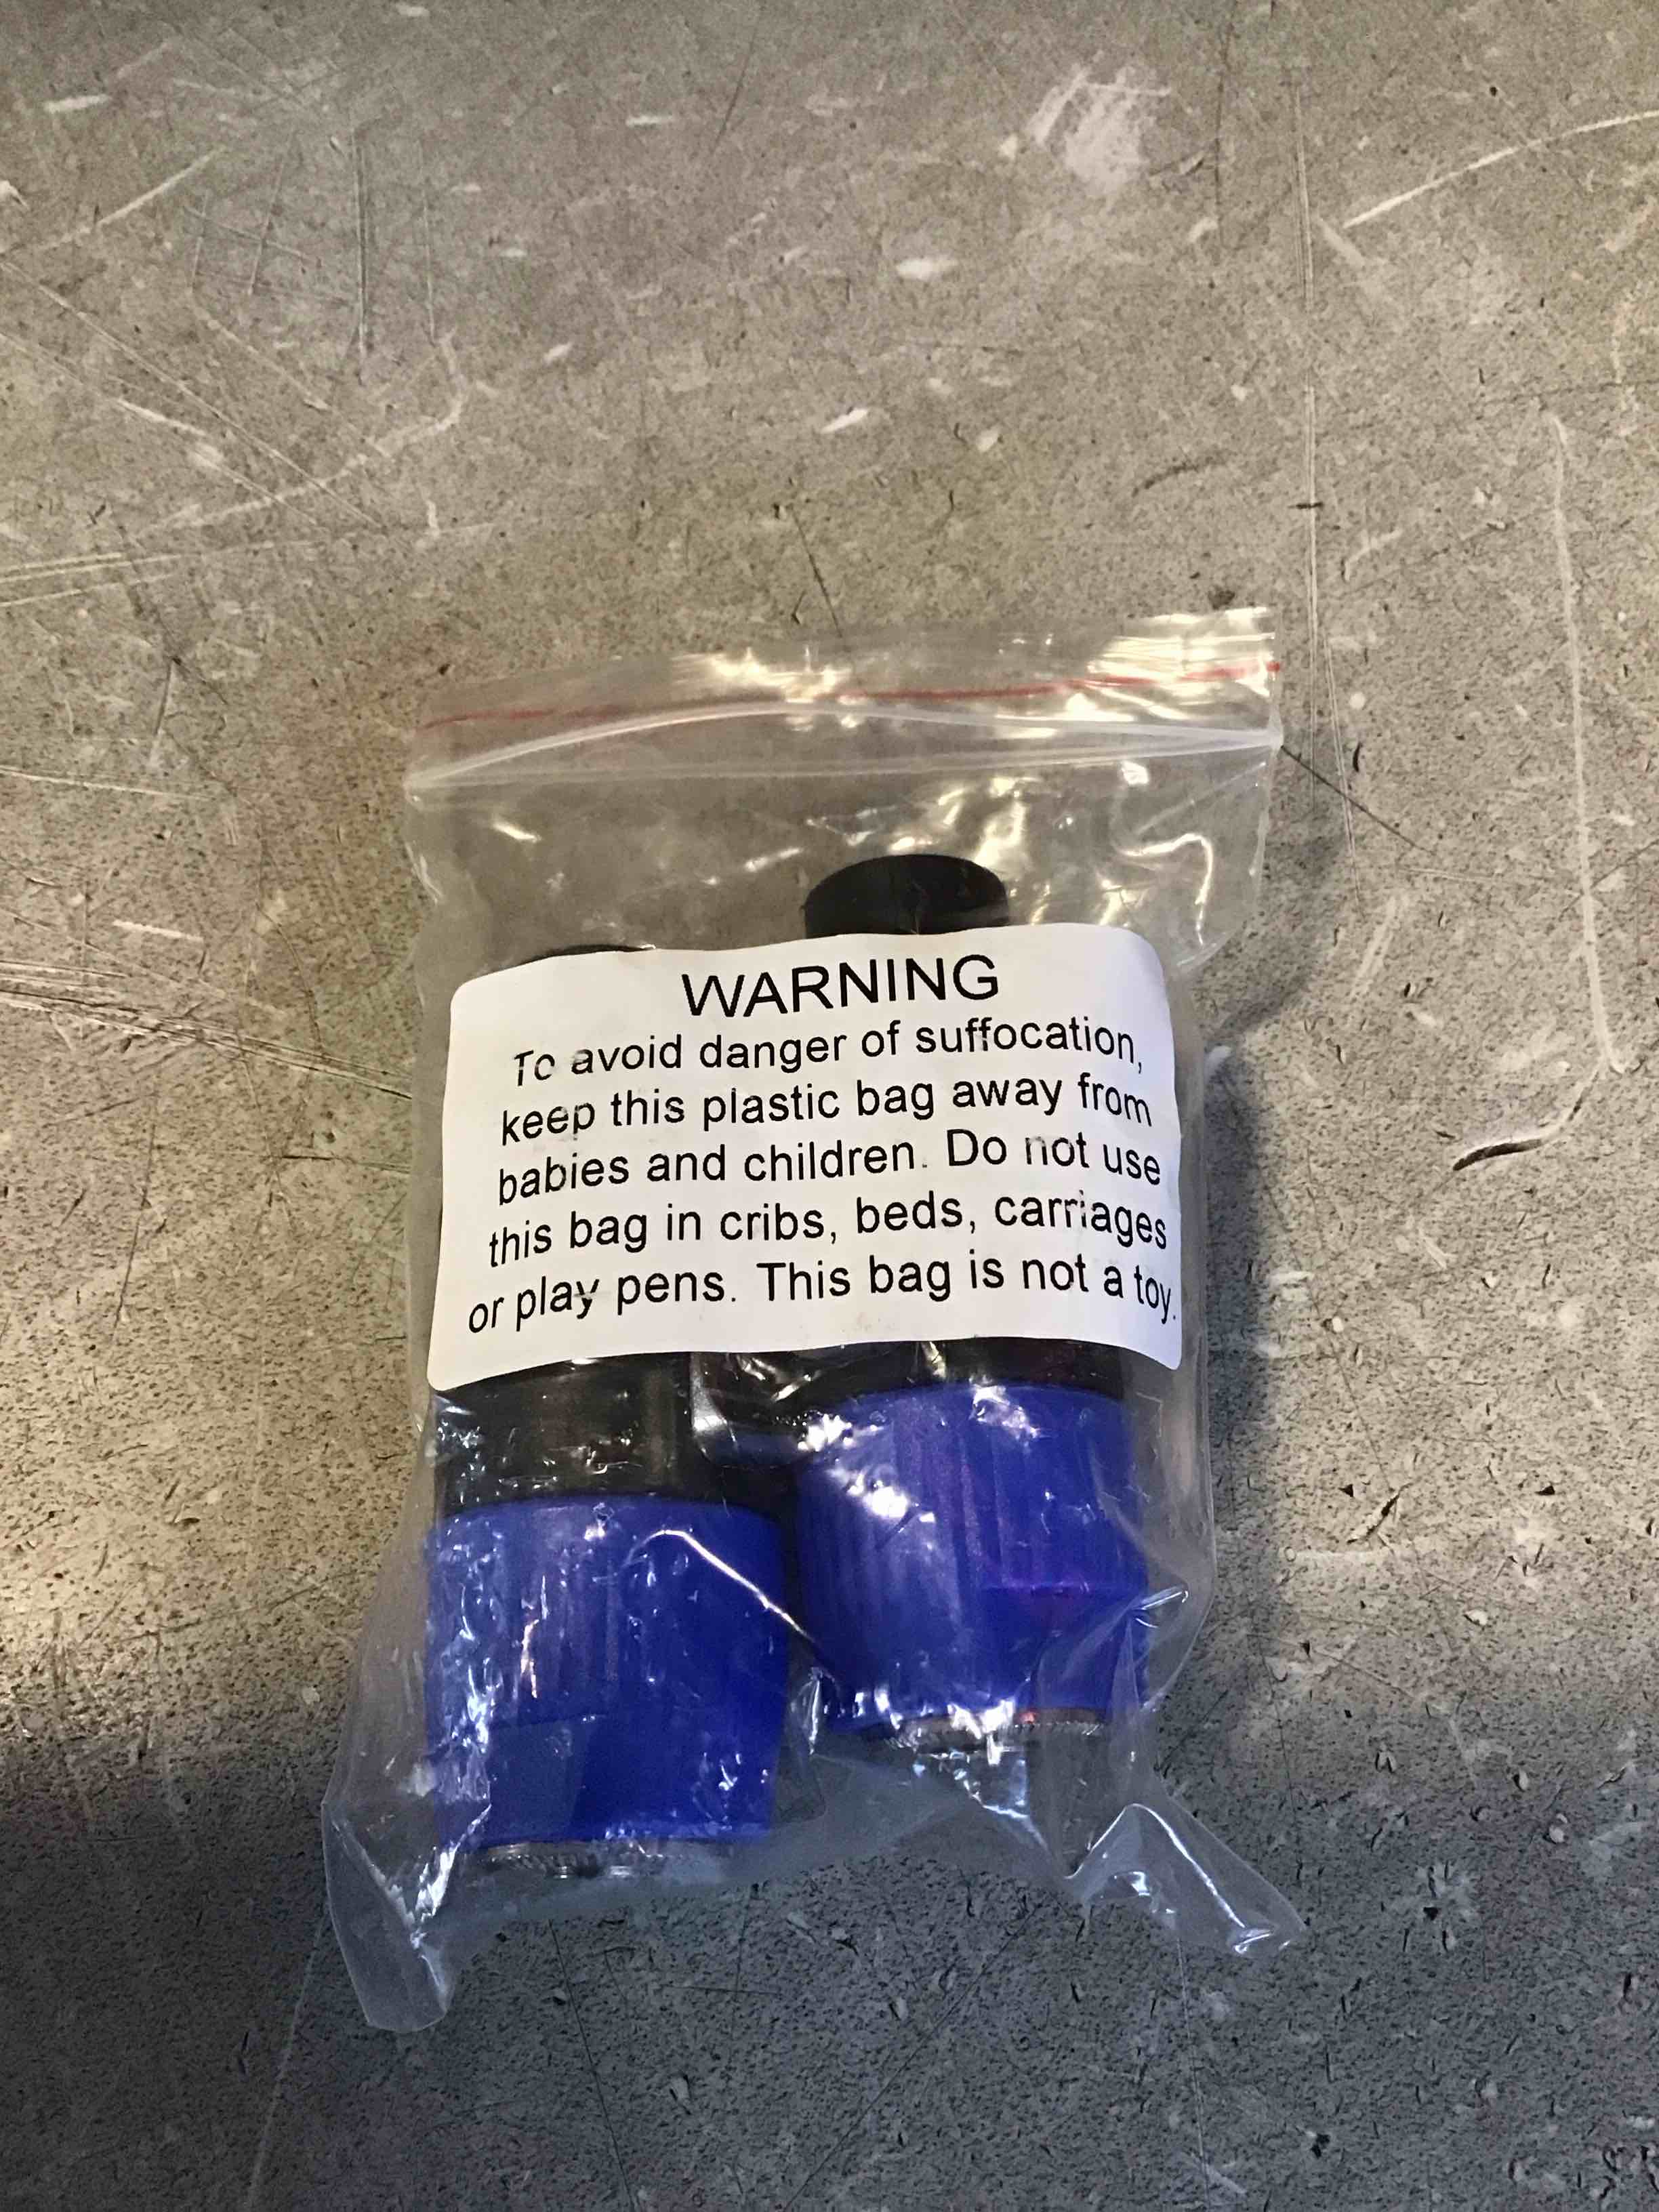 WARNING
To avoid danger of suffocation,
keep this plastic bag away from
babies and children. Do not use
this bag in cribs, beds, carriages
or play pens. This bag is not a toy.